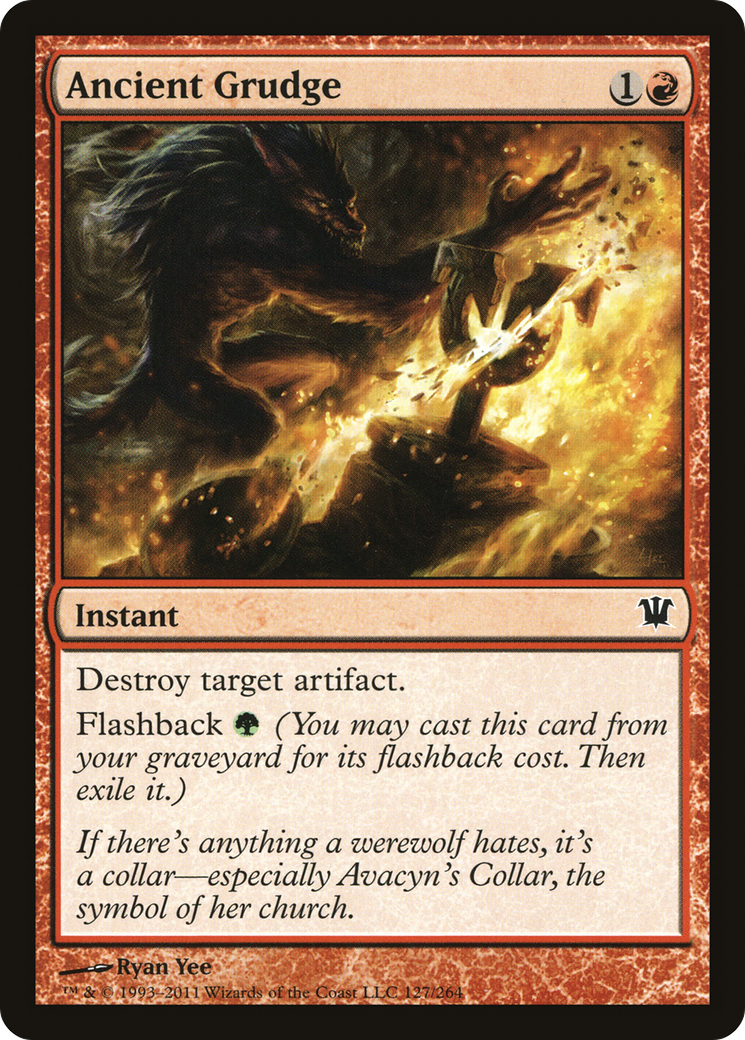 Ancient Grudge 1
Instant
Destroy target artifact.
Flashback (You may cast this card from
your graveyard for its flashback cost. Then
exile it.)
If there's anything a werewolf hates, it's
a collar—especially Avacyn's Collar, the
symbol of her church.
Ryan Yee
™ & © 1993–2011 Wizards of the Coast LLC 127/264